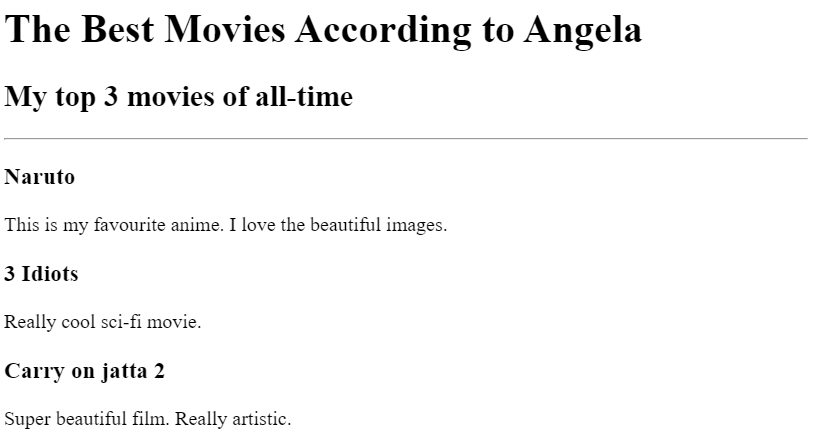 The Best Movies According to Angela
My top 3 movies of all-time
Naruto
This is my favourite anime. I love the beautiful images.
3 Idiots
Really cool sci-fi movie.
Carry on jatta 2
Super beautiful film. Really artistic.